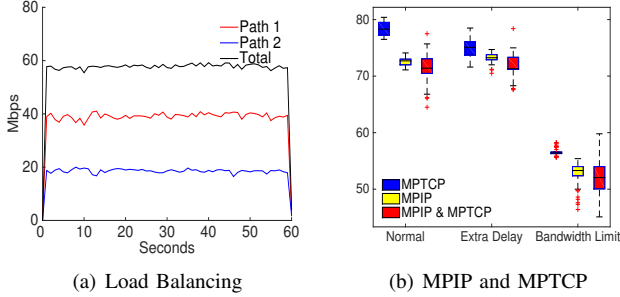 80
60
40
20
0
Mbps
Path 1
Path 2
Total
0 10 20 30 40 50 60
Seconds
(a) Load Balancing
80
70
60
50
MPTCP
MPIP
MPIP & MPTCP
Normal Extra Delay Bandwidth Limit
(b) MPIP and MPTCP